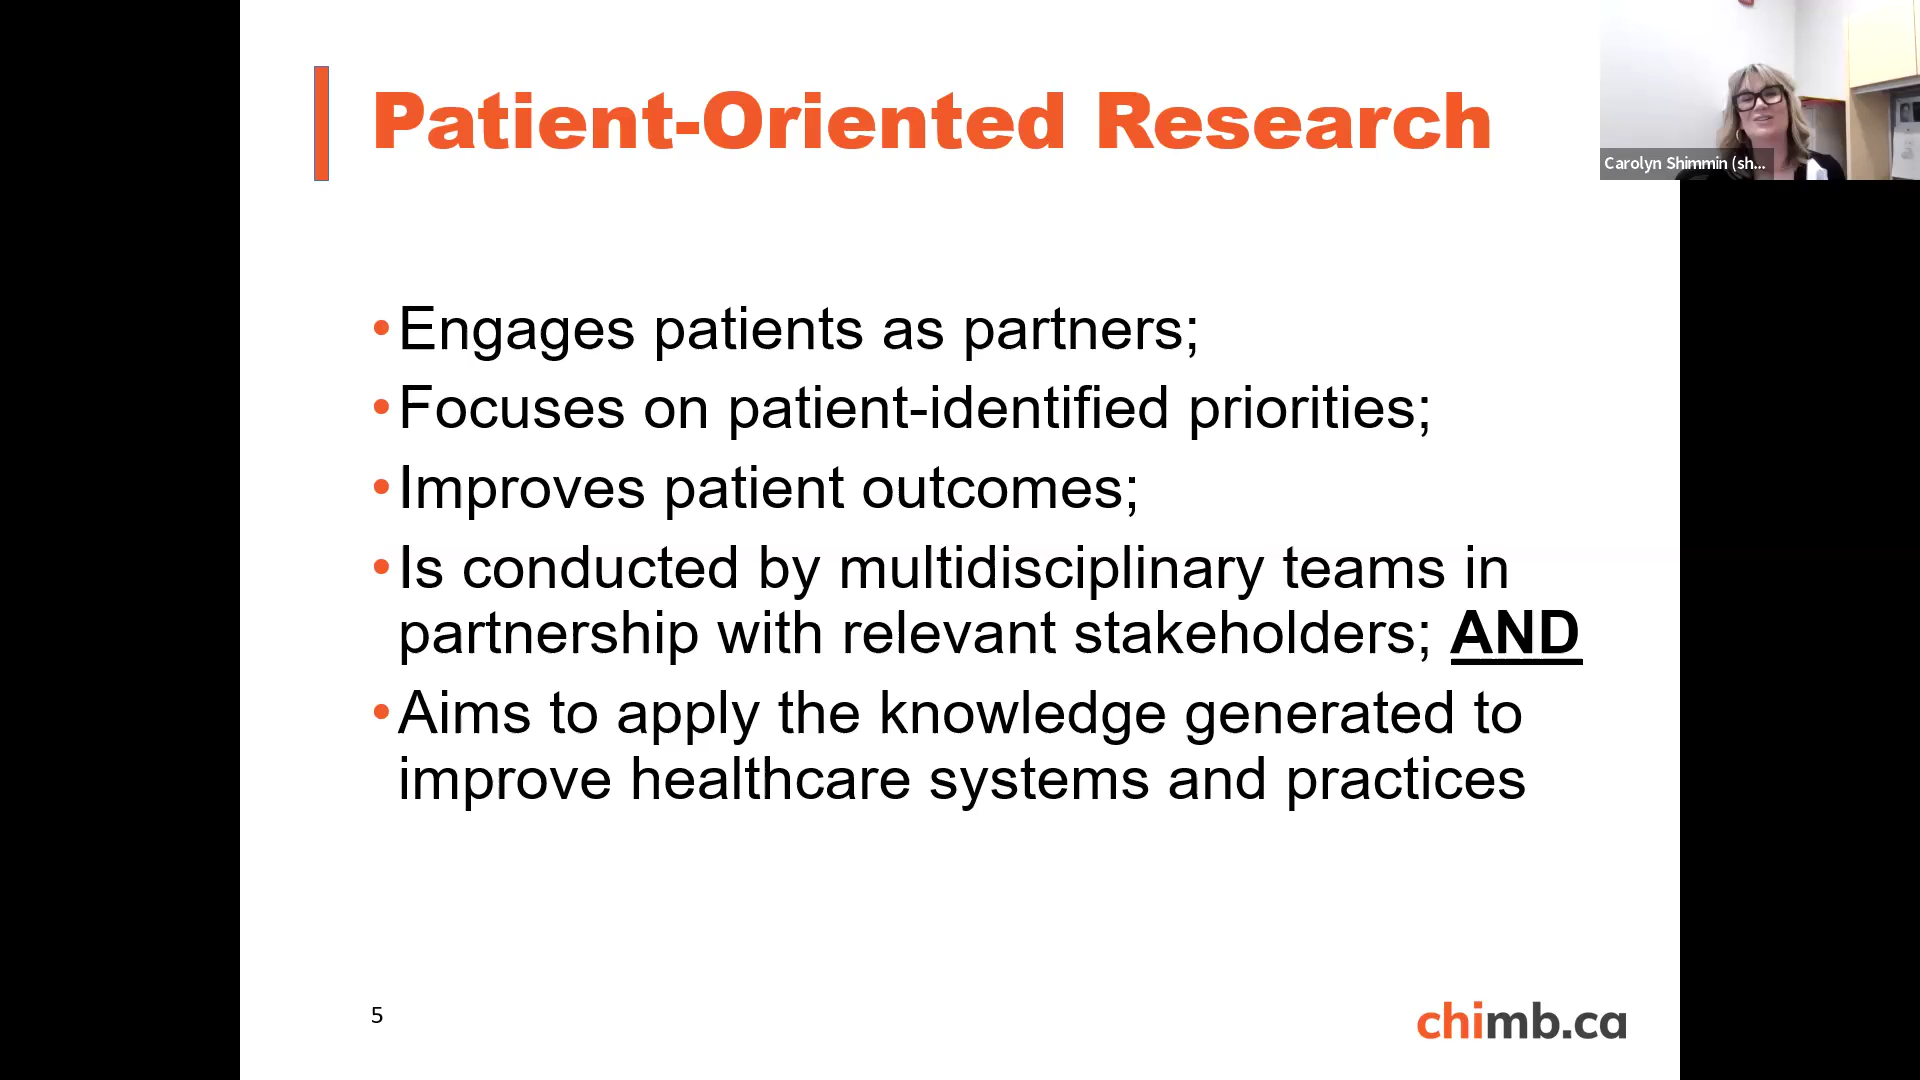 Patient-Oriented Research
Carolyn Shimmin (sh...
•Engages patients as partners;
•Focuses on patient-identified priorities;
•Improves patient outcomes;
•Is conducted by multidisciplinary teams in
partnership with relevant stakeholders; AND
•Aims to apply the knowledge generated to
improve healthcare systems and practices
5
chimb.ca